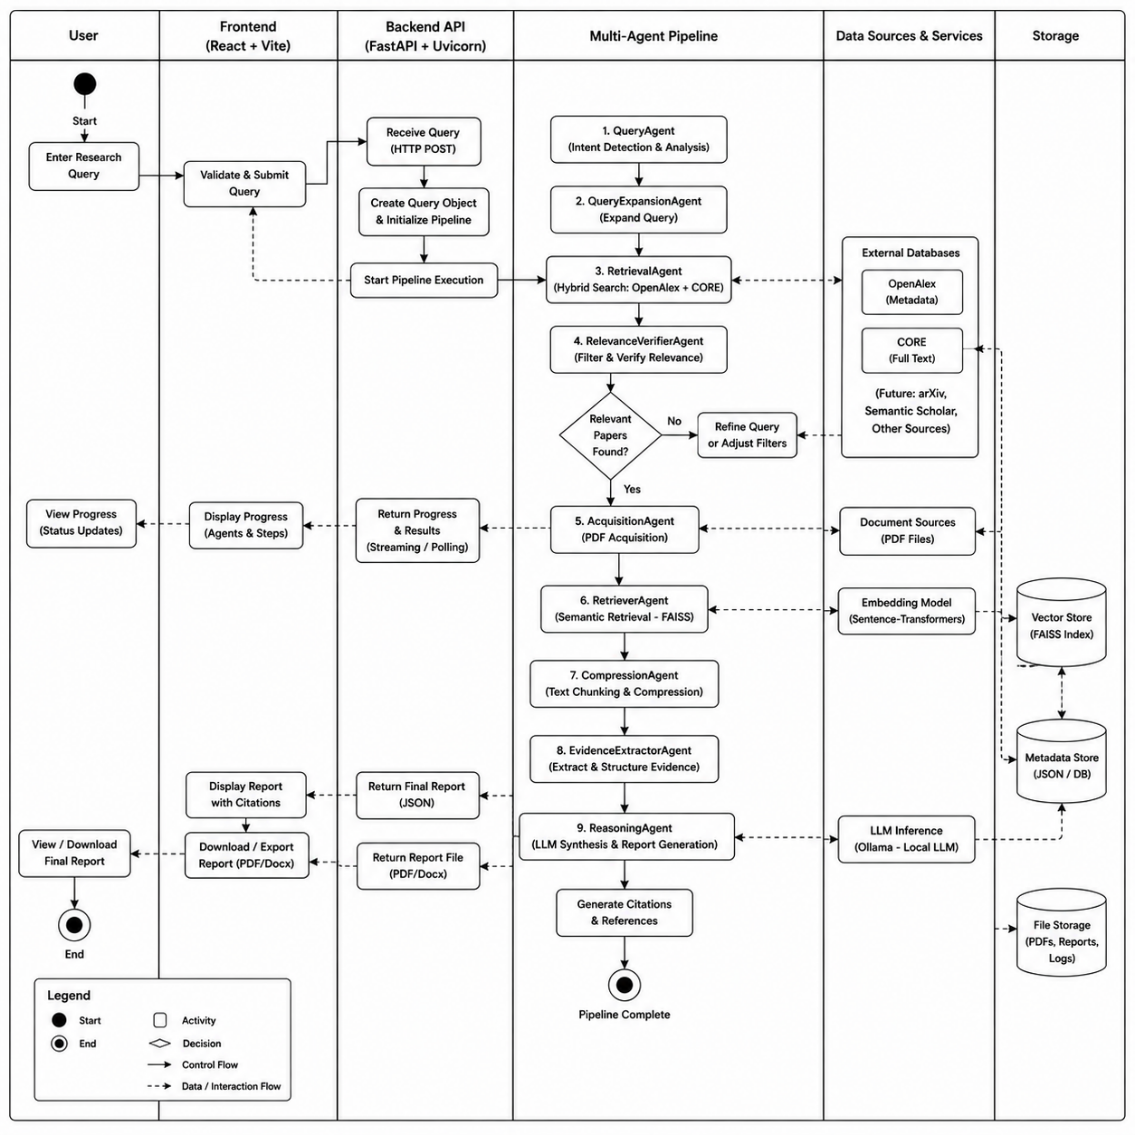 User
Frontend
(React + Vite)
Backend API
(FastAPI + Uvicorn)
Multi-Agent Pipeline
Data Sources & Services
Storage
Start
Enter Research
Query
Validate & Submit
Query
Receive Query
(HTTP POST)
Create Query Object
& Initialize Pipeline
Start Pipeline Execution
1. QueryAgent
(Intent Detection & Analysis)
2. QueryExpansionAgent
(Expand Query)
3. RetrievalAgent
(Hybrid Search: OpenAlex + CORE)
4. RelevanceVerifierAgent
(Filter & Verify Relevance)
Relevant
Papers
Found?
No
Refine Query
or Adjust Filters
Yes
External Databases
OpenAlex
(Metadata)
CORE
(Full Text)
(Future: arXiv,
Semantic Scholar,
Other Sources)
View Progress
(Status Updates)
Display Progress
(Agents & Steps)
Return Progress
& Results
(Streaming / Polling)
5. AcquisitionAgent
(PDF Acquisition)
Document Sources
(PDF Files)
6. RetrieverAgent
(Semantic Retrieval - FAISS)
Embedding Model
(Sentence-Transformers)
Vector Store
(FAISS Index)
7. CompressionAgent
(Text Chunking & Compression)
8. EvidenceExtractorAgent
(Extract & Structure Evidence)
Metadata Store
(JSON / DB)
Display Report
with Citations
Return Final Report
(JSON)
View / Download
Final Report
Download / Export
Report (PDF/Docx)
Return Report File
(PDF/Docx)
9. ReasoningAgent
(LLM Synthesis & Report Generation)
LLM Inference
(Ollama - Local LLM)
Generate Citations
& References
File Storage
(PDFs, Reports,
Logs)
End
Pipeline Complete
Legend
Start
Activity
End
Decision
Control Flow
Data / Interaction Flow